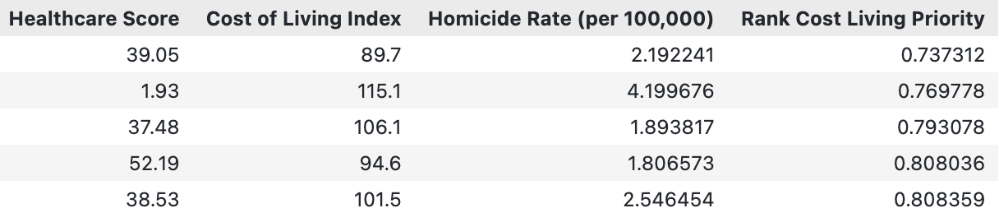 Healthcare Score Cost of Living Index Homicide Rate (per 100,000) Rank Cost Living Priority
39.05 89.7 2.192241 0.737312
1.93 115.1 4.199676 0.769778
37.48 106.1 1.893817 0.793078
52.19 94.6 1.806573 0.808036
38.53 101.5 2.546454 0.808359